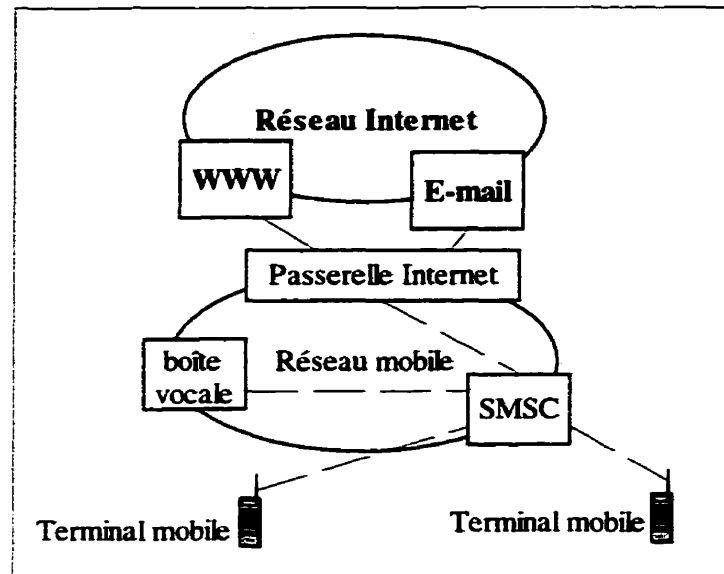 Réseau Internet
WWW
E-mail
Passerelle Internet
boîte
vocale
Réseau mobile
SMSC
Terminal mobile
Terminal mobile